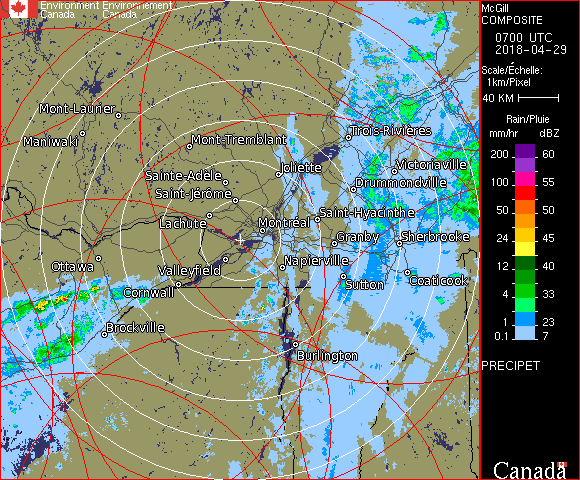 Environment Environnement
Canada Canada
McGill
COMPOSITE
0700 UTC
2018-04-29
Scale/Échelle:
1km/Pixel
40 KM
Rain/Pluie
mm/hr dBZ
200 60
150 57
100 55
50 50
24 45
12 40
4 33
1 23
0.1 7
PRECIPET
Canada
Mont-Laurier
Maniwaki
Mont-Tremblant
Trois-Rivières
Joliette
Victoriaville
Sainte-Adèle
Drummondville
Saint-Jérôme
Lachute
Saint-Hyacinthe
Montréal
Granby
Sherbrooke
Ottawa
Valleyfield
Napierville
Sutton
Coaticook
Cornwall
Brockville
Burlington